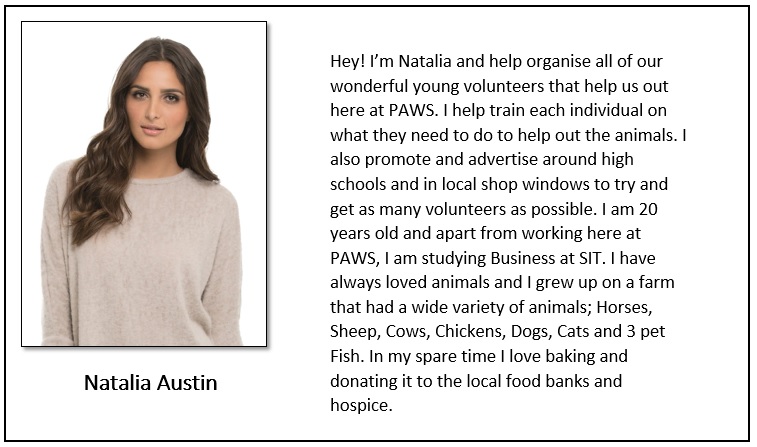 Hey! I’m Natalia and help organise all of our
wonderful young volunteers that help us out
here at PAWS. I help train each individual on
what they need to do to help out the animals. I
also promote and advertise around high
schools and in local shop windows to try and
get as many volunteers as possible. I am 20
years old and apart from working here at
PAWS, I am studying Business at SIT. I have
always loved animals and I grew up on a farm
that had a wide variety of animals; Horses,
Sheep, Cows, Chickens, Dogs, Cats and 3 pet
Fish. In my spare time I love baking and
donating it to the local food banks and
hospice.
Natalia Austin